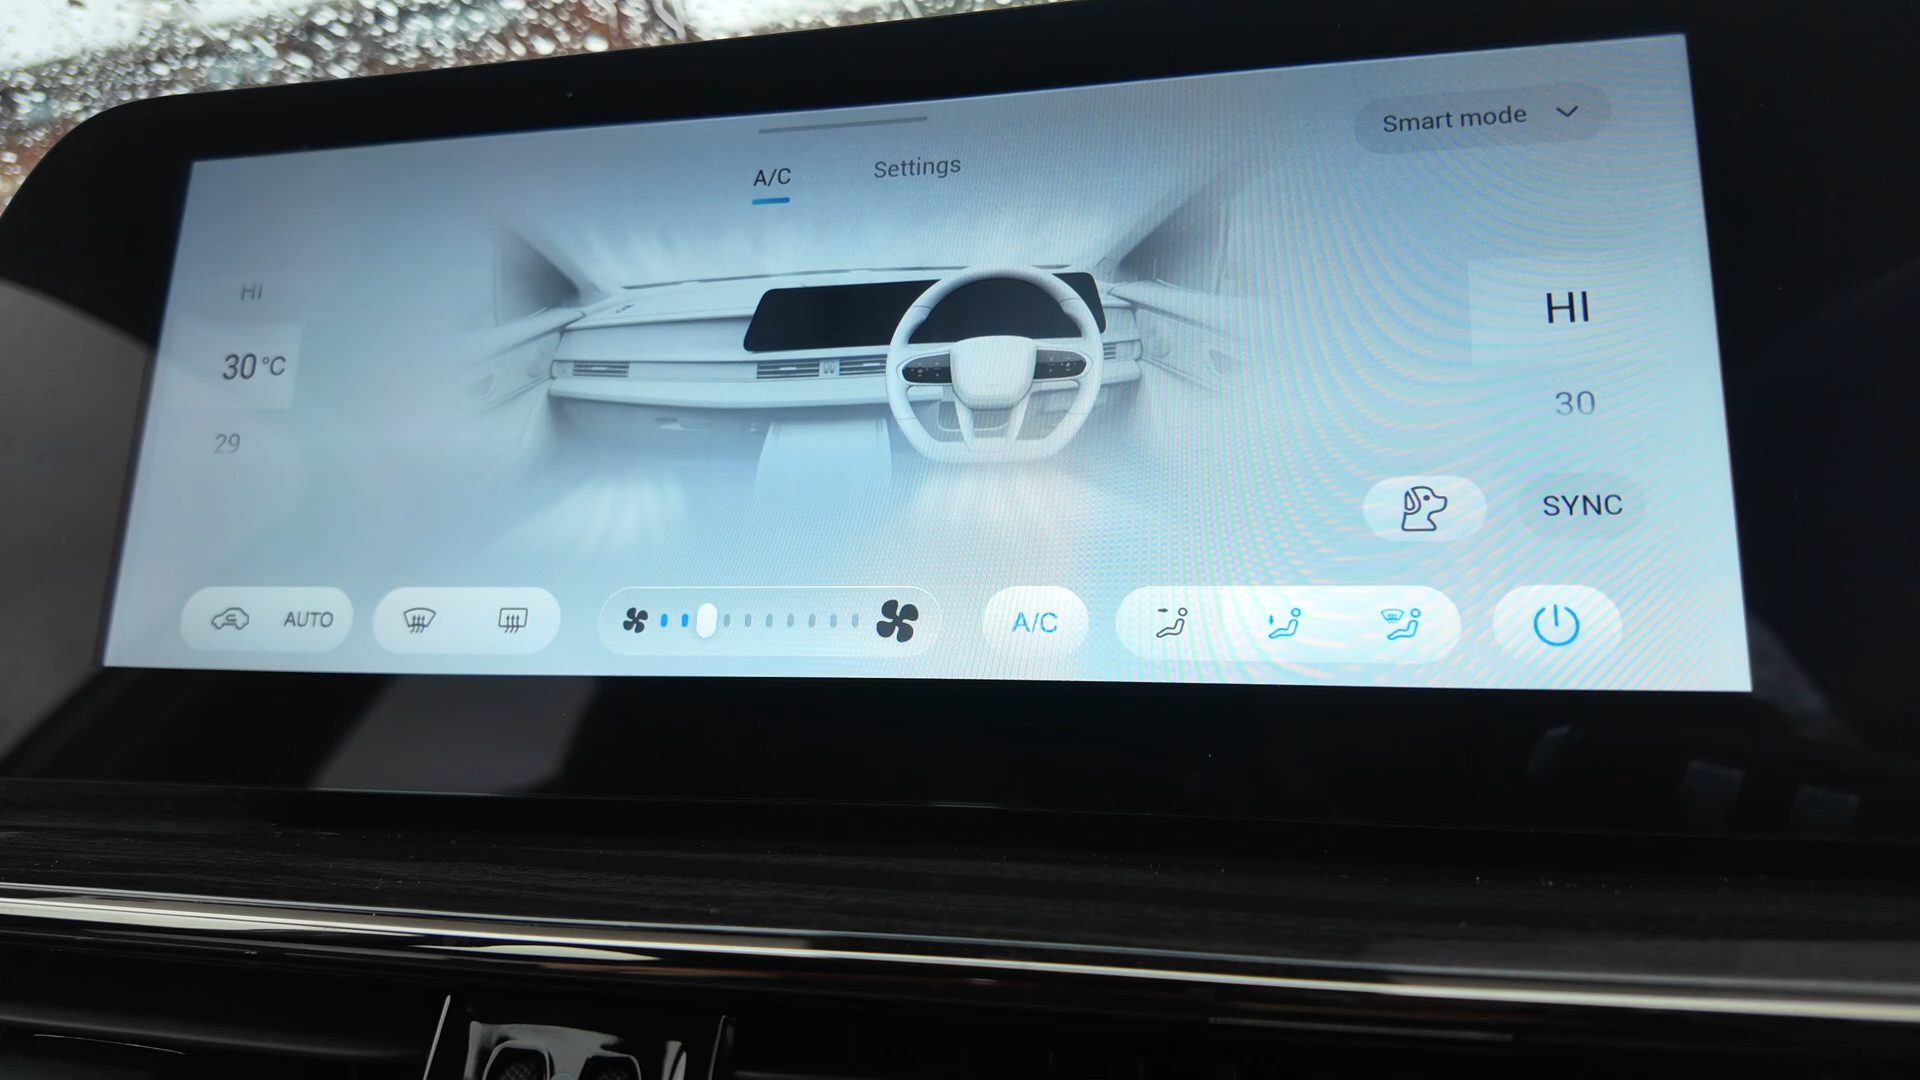 Smart mode
A/C Settings
HI
30°C
29
HI
30
SYNC
AUTO
A/C